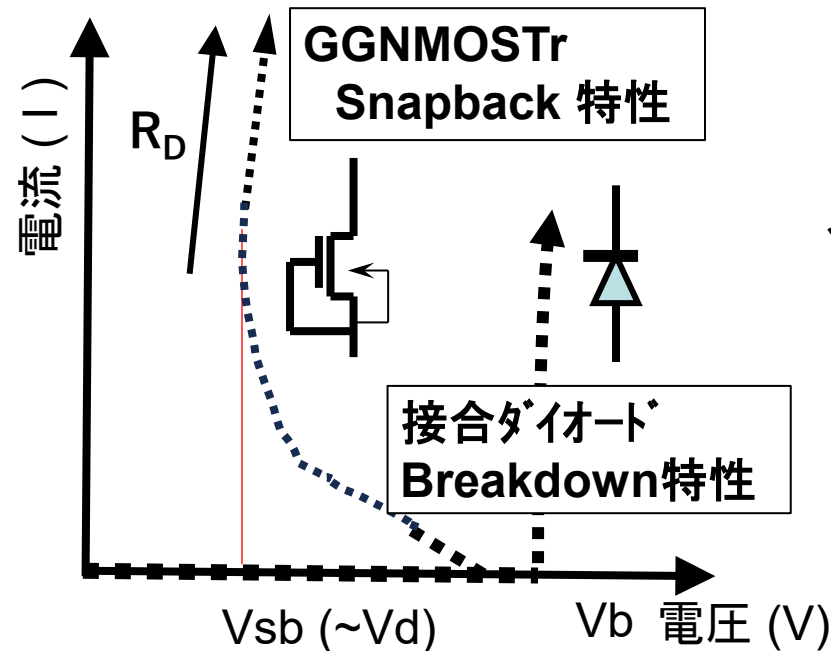 GGNMOSTr
Snapback 特性
電流 ( I )
R_D
接合ダイオード
Breakdown特性
Vsb (~Vd)
Vb 電圧 (V)